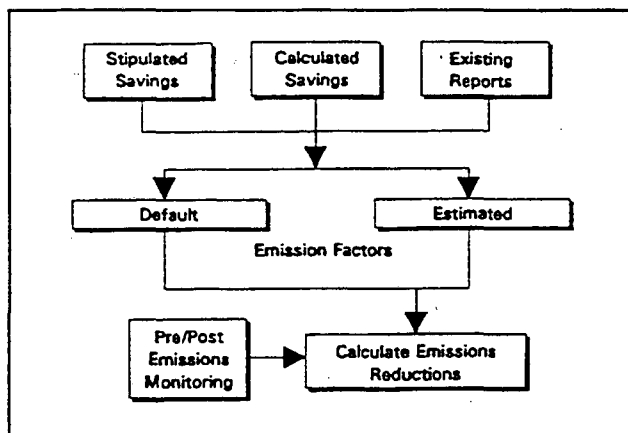 Stipulated
Savings
Calculated
Savings
Existing
Reports
Default
Estimated
Emission Factors
Pre/Post
Emissions
Monitoring
Calculate Emissions
Reductions